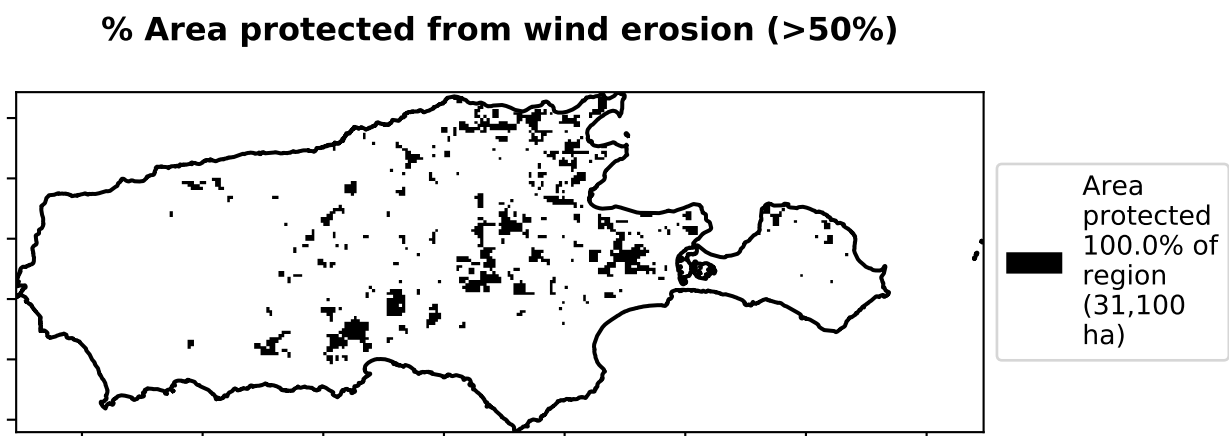 % Area protected from wind erosion (>50%)
Area
protected
100.0% of
region
(31,100
ha)